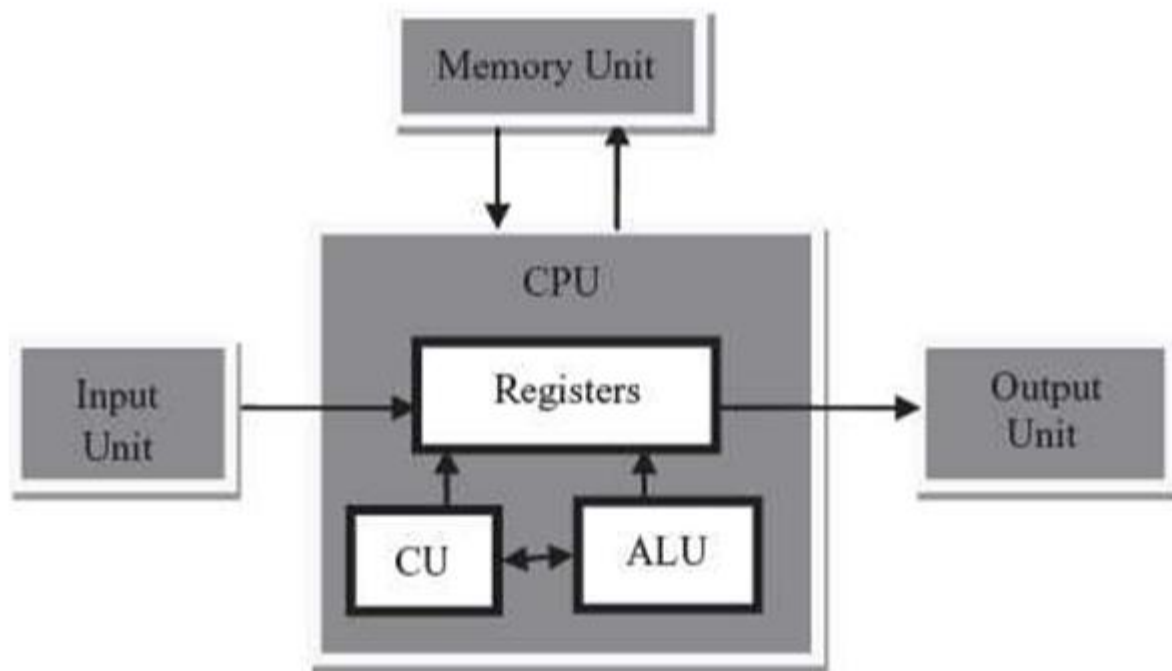 Memory Unit
CPU
Registers
Input
Unit
Output
Unit
CU
ALU